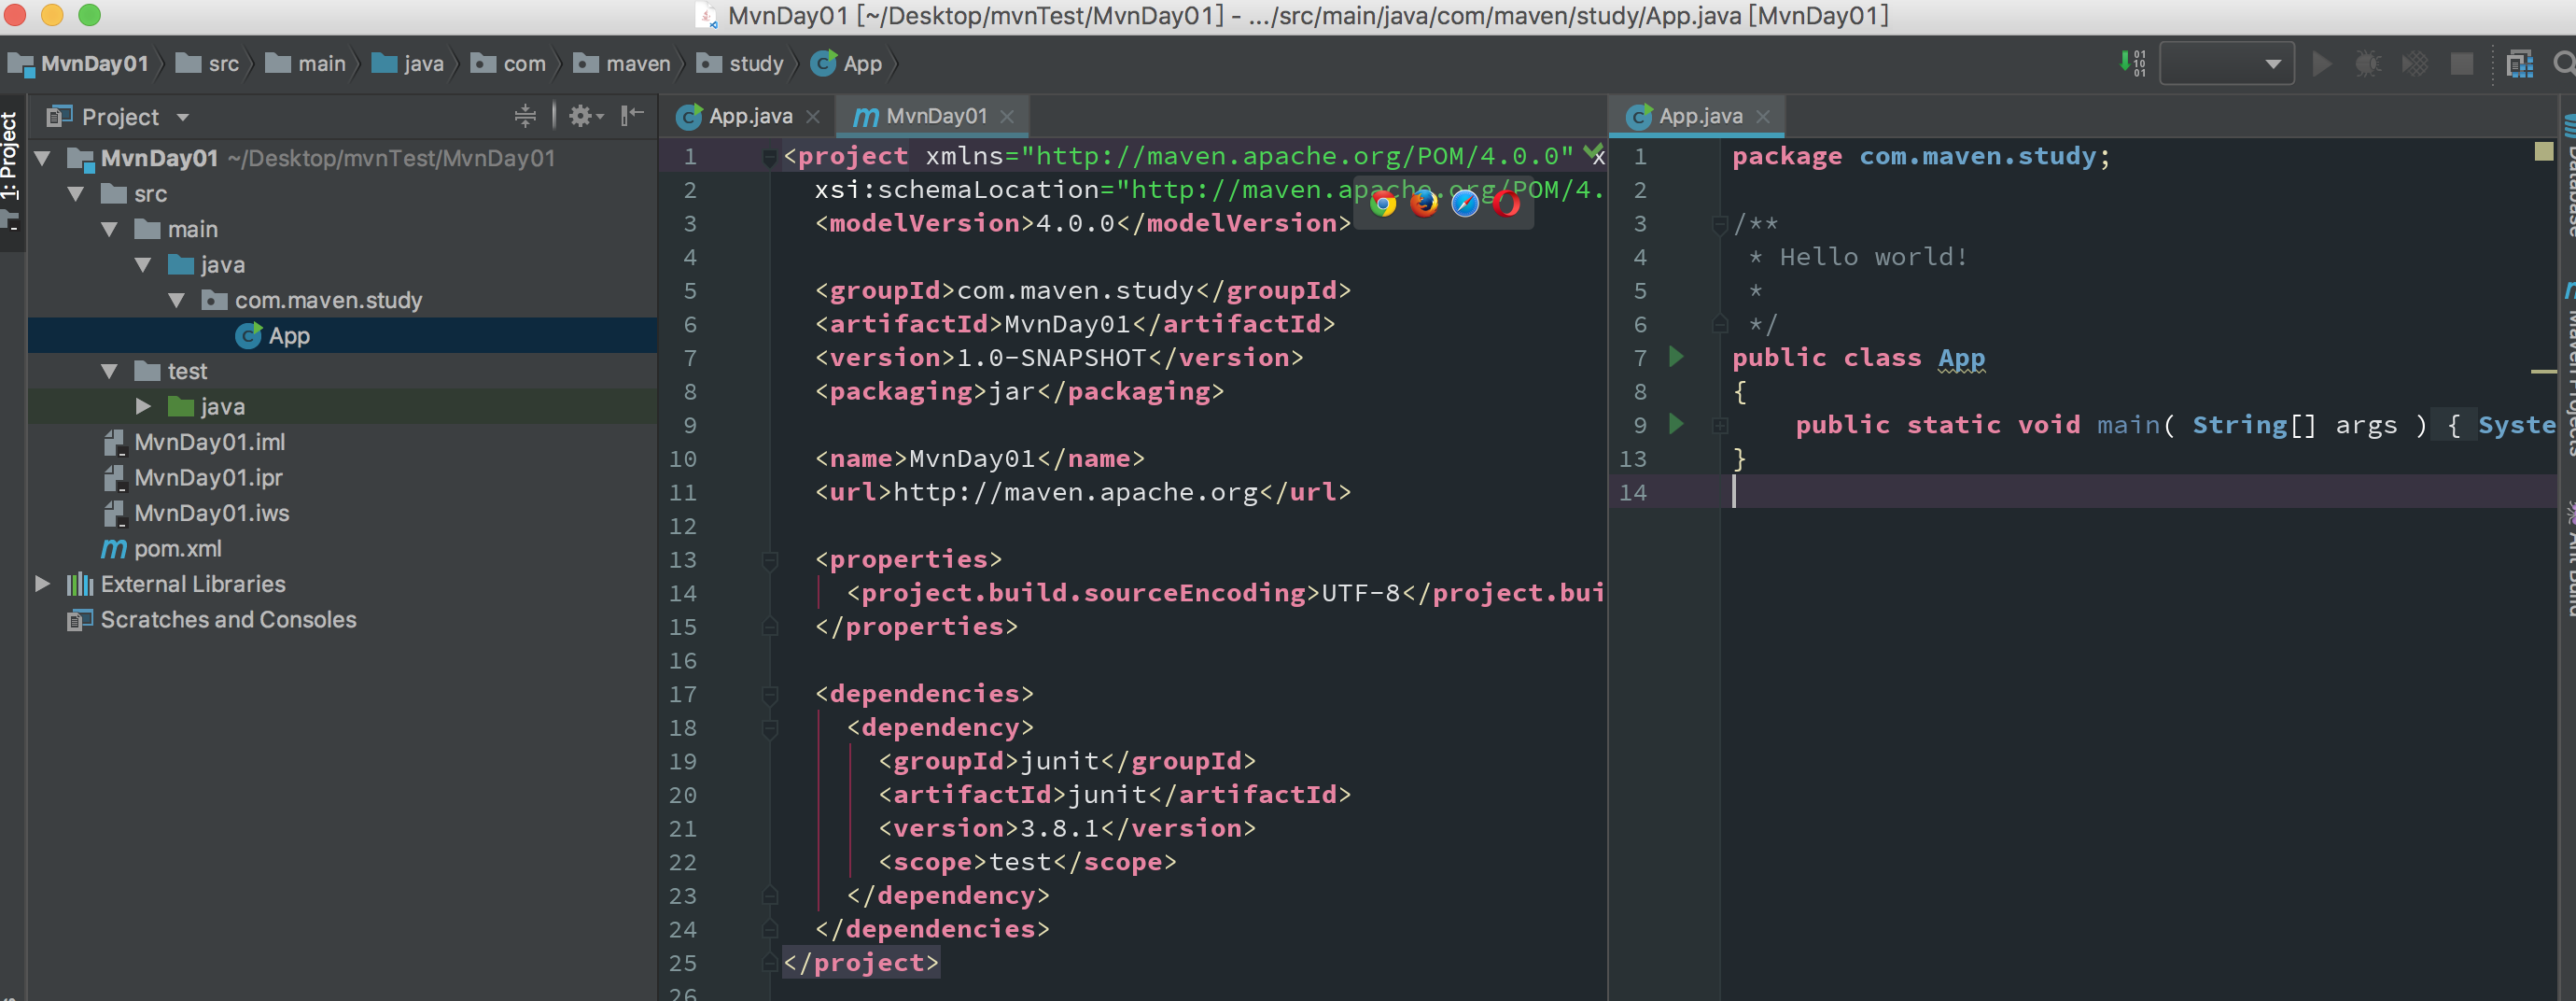 MvnDay01 [~/Desktop/mvnTest/MvnDay01] - .../src/main/java/com/maven/study/App.java [MvnDay01]
MvnDay01 src main java com maven study App
1: Project
Project
MvnDay01 ~/Desktop/mvnTest/MvnDay01
src
main
java
com.maven.study
App
test
java
MvnDay01.iml
MvnDay01.ipr
MvnDay01.iws
pom.xml
External Libraries
Scratches and Consoles
App.java
MvnDay01
1 <project xmlns="http://maven.apache.org/POM/4.0.0" x
2 xsi:schemaLocation="http://maven.apache.org/POM/4.
3 <modelVersion>4.0.0</modelVersion>
4
5 <groupId>com.maven.study</groupId>
6 <artifactId>MvnDay01</artifactId>
7 <version>1.0-SNAPSHOT</version>
8 <packaging>jar</packaging>
9
10 <name>MvnDay01</name>
11 <url>http://maven.apache.org</url>
12
13 <properties>
14 <project.build.sourceEncoding>UTF-8</project.bui
15 </properties>
16
17 <dependencies>
18 <dependency>
19 <groupId>junit</groupId>
20 <artifactId>junit</artifactId>
21 <version>3.8.1</version>
22 <scope>test</scope>
23 </dependency>
24 </dependencies>
25 </project>
26
App.java
1 package com.maven.study;
2
3 /**
4 * Hello world!
5 *
6 */
7 public class App
8 {
9 public static void main( String[] args ) { Syste
13 }
14
Database
Maven Projects
Ant Build